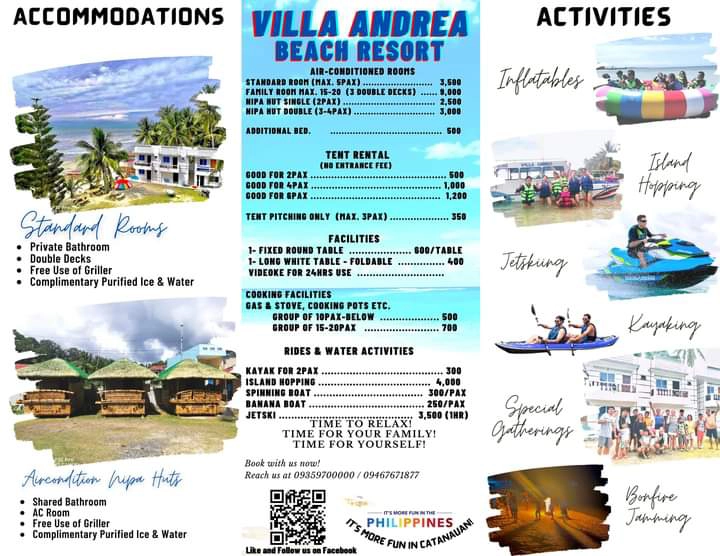 ACCOMMODATIONS
Standard Rooms
• Private Bathroom
• Double Decks
• Free Use of Griller
• Complimentary Purified Ice & Water
Aircondition Nipa Huts
• Shared Bathroom
• AC Room
• Free Use of Griller
• Complimentary Purified Ice & Water
VILLA ANDREA
BEACH RESORT
AIR-CONDITIONED ROOMS
STANDARD ROOM (MAX. 5PAX) ........................ 3,500
FAMILY ROOM MAX. 15-20 (3 DOUBLE DECKS) ...... 9,000
NIPA HUT SINGLE (2PAX) ........................ 2,500
NIPA HUT DOUBLE (3-4PAX) ........................ 3,000
ADDITIONAL BED. ........................ 500
TENT RENTAL
(NO ENTRANCE FEE)
GOOD FOR 2PAX ........................ 500
GOOD FOR 4PAX ........................ 1,000
GOOD FOR 6PAX ........................ 1,200
TENT PITCHING ONLY (MAX. 3PAX) .................. 350
FACILITIES
1- FIXED ROUND TABLE .................. 600/TABLE
1- LONG WHITE TABLE - FOLDABLE .............. 400
VIDEOKE FOR 24HRS USE ........................
COOKING FACILITIES
GAS & STOVE, COOKING POTS ETC.
GROUP OF 10PAX-BELOW .................. 500
GROUP OF 15-20PAX .................. 700
RIDES & WATER ACTIVITIES
KAYAK FOR 2PAX ........................ 300
ISLAND HOPPING ........................ 4,000
SPINNING BOAT ........................ 300/PAX
BANANA BOAT ........................ 250/PAX
JETSKI ........................ 3,500 (1HR)
TIME TO RELAX!
TIME FOR YOUR FAMILY!
TIME FOR YOURSELF!
Book with us now!
Reach us at 09359700000 / 09467671877
Like and Follow us on Facebook
IT'S MORE FUN IN THE
PHILIPPINES
IT'S MORE FUN IN CATANAUAN!
ACTIVITIES
Inflatables
VILLA ANDREA
Island
Hopping
Jetskiing
Kayaking
Special
Gatherings
Bonfire
Jamming